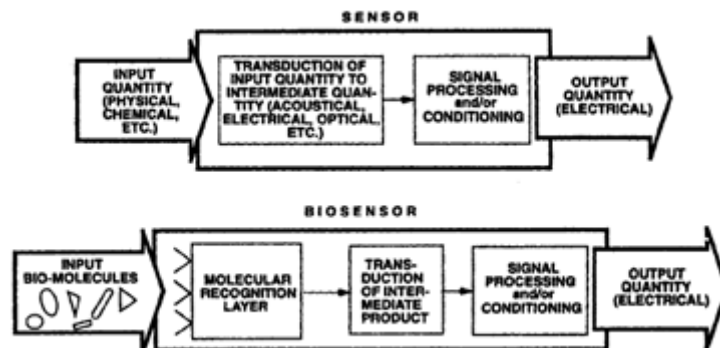 SENSOR
INPUT
QUANTITY
(PHYSICAL,
CHEMICAL,
ETC.)
TRANSDUCTION OF
INPUT QUANTITY TO
INTERMEDIATE QUAN-
TITY (ACOUSTICAL,
ELECTRICAL, OPTICAL,
ETC.)
SIGNAL
PROCESSING
and/or
CONDITIONING
OUTPUT
QUANTITY
(ELECTRICAL)
BIOSENSOR
INPUT
BIO-MOLECULES
MOLECULAR
RECOGNITION
LAYER
TRANS-
DUCTION
OF INTER-
MEDIATE
PRODUCT
SIGNAL
PROCESSING
and/or
CONDITIONING
OUTPUT
QUANTITY
(ELECTRICAL)